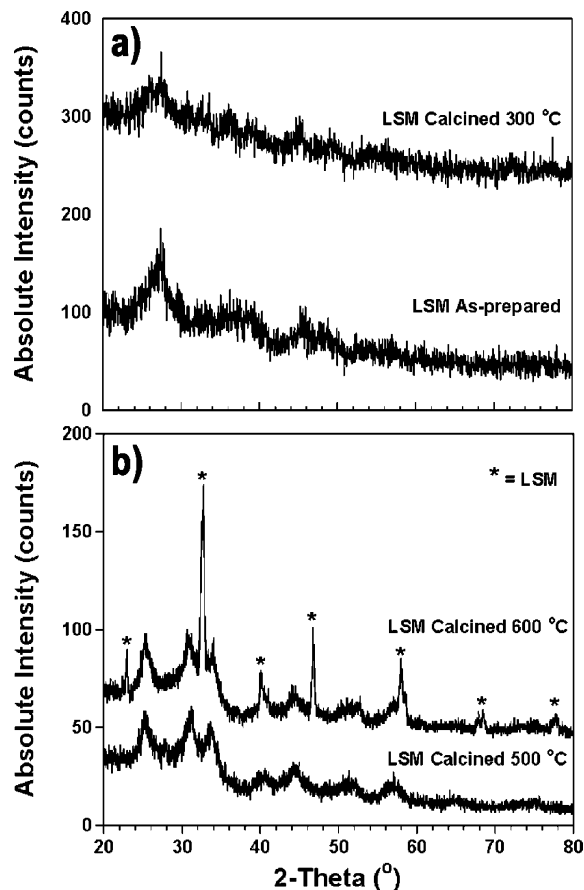 a)
400
300
200
100
0
Absolute Intensity (counts)
LSM Calcined 300 °C
LSM As-prepared
b)
200
150
100
50
0
Absolute Intensity (counts)
* = LSM
*
*
*
*
*
*
*
LSM Calcined 600 °C
LSM Calcined 500 °C
20 30 40 50 60 70 80
2-Theta (°)